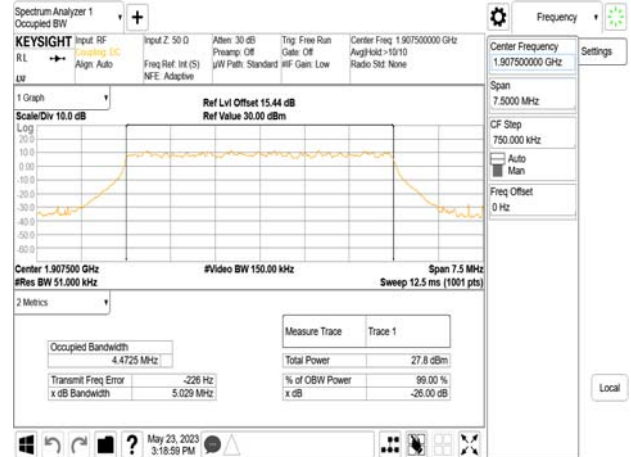 Spectrum Analyzer 1
Occupied BW
Frequency
KEYSIGHT
Input: RF
Coupling: DC
Align: Auto
Input Z: 50 Ω
Freq Ref: Int (S)
NFE: Adaptive
Atten: 30 dB
Preamp: Off
µW Path: Standard
Trig: Free Run
Gate: Off
#IF Gain: Low
Center Freq: 1.907500000 GHz
Avg|Hold:>10/10
Radio Std: None
RL
Center Frequency
1.907500000 GHz
Settings
Span
7.5000 MHz
CF Step
750.000 kHz
Auto
Man
Freq Offset
0 Hz
Local
1 Graph
Scale/Div 10.0 dB
Ref Lvl Offset 15.44 dB
Ref Value 30.00 dBm
Log
20.0
10.0
0.00
-10.0
-20.0
-30.0
-40.0
-50.0
-60.0
Center 1.907500 GHz
#Video BW 150.00 kHz
Span 7.5 MHz
#Res BW 51.000 kHz
Sweep 12.5 ms (1001 pts)
2 Metrics
Occupied Bandwidth
4.4725 MHz
Transmit Freq Error -226 Hz
x dB Bandwidth 5.029 MHz
Measure Trace Trace 1
Total Power 27.8 dBm
% of OBW Power 99.00 %
x dB -26.00 dB
?
May 23, 2023
3:18:59 PM